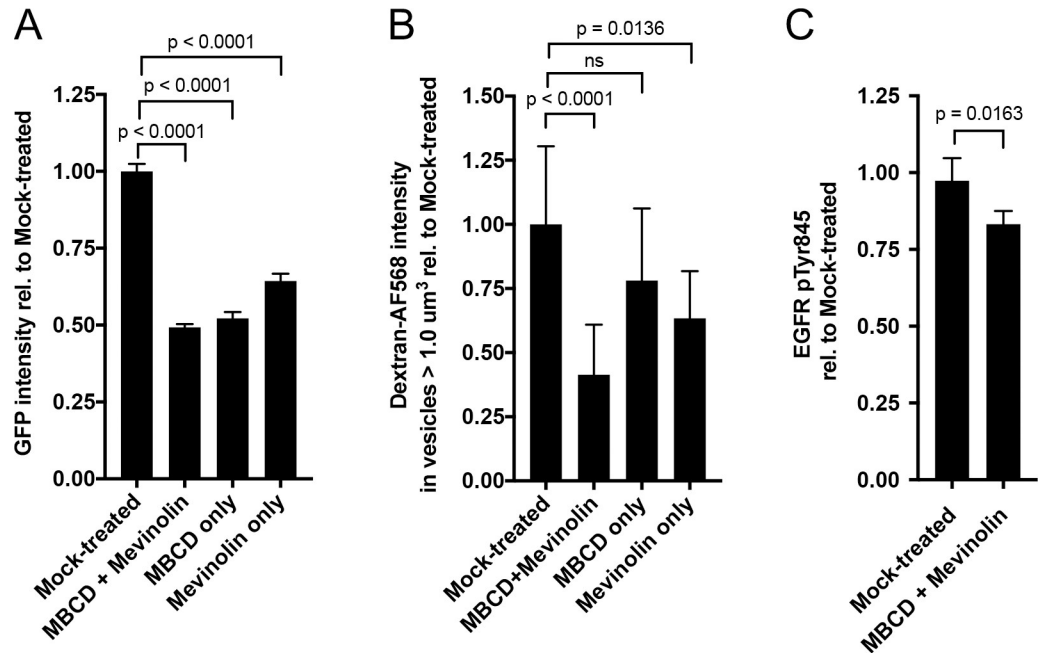 A
p < 0.0001
p < 0.0001
p < 0.0001
GFP intensity rel. to Mock-treated
1.25
1.00
0.75
0.50
0.25
0.00
Mock-treated
MBCD + Mevinolin
MBCD only
Mevinolin only
B
p = 0.0136
ns
p < 0.0001
Dextran-AF568 intensity
in vesicles > 1.0 um³ rel. to Mock-treated
1.50
1.25
1.00
0.75
0.50
0.25
0.00
Mock-treated
MBCD+Mevinolin
MBCD only
Mevinolin only
C
p = 0.0163
EGFR pTyr845
rel. to Mock-treated
1.25
1.00
0.75
0.50
0.25
0.00
Mock-treated
MBCD + Mevinolin